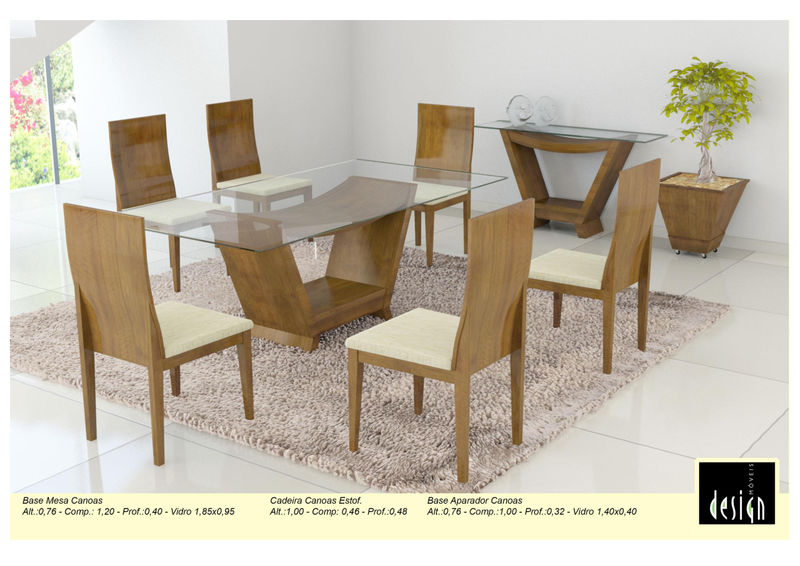 Base Mesa Canoas
Alt.:0,76 - Comp.: 1,20 - Prof.:0,40 - Vidro 1,85x0,95
Cadeira Canoas Estof.
Alt.:1,00 - Comp: 0,46 - Prof.:0,48
Base Aparador Canoas
Alt.:0,76 - Comp.:1,00 - Prof.:0,32 - Vidro 1,40x0,40
design
MÓVEIS